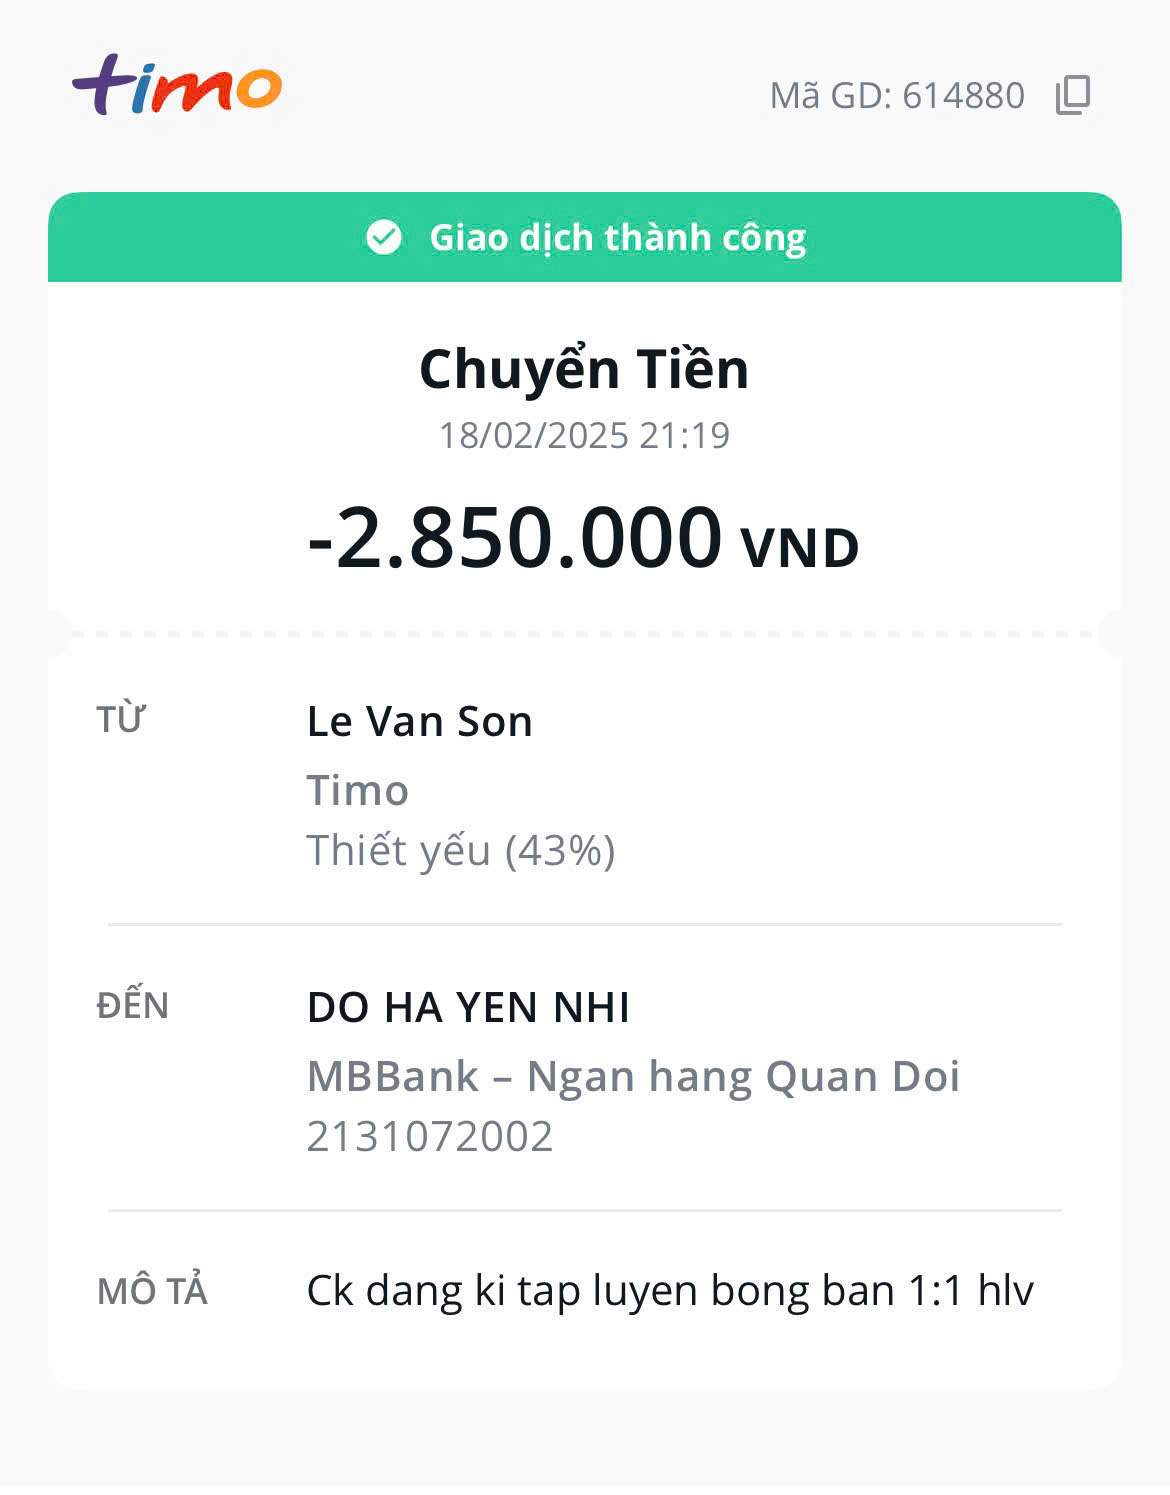 timo
Mã GD: 614880
Giao dịch thành công
Chuyển Tiền
18/02/2025 21:19
-2.850.000 VND
TỪ
Le Van Son
Timo
Thiết yếu (43%)
ĐẾN
DO HA YEN NHI
MBBank – Ngan hang Quan Doi
2131072002
MÔ TẢ
Ck dang ki tap luyen bong ban 1:1 hlv